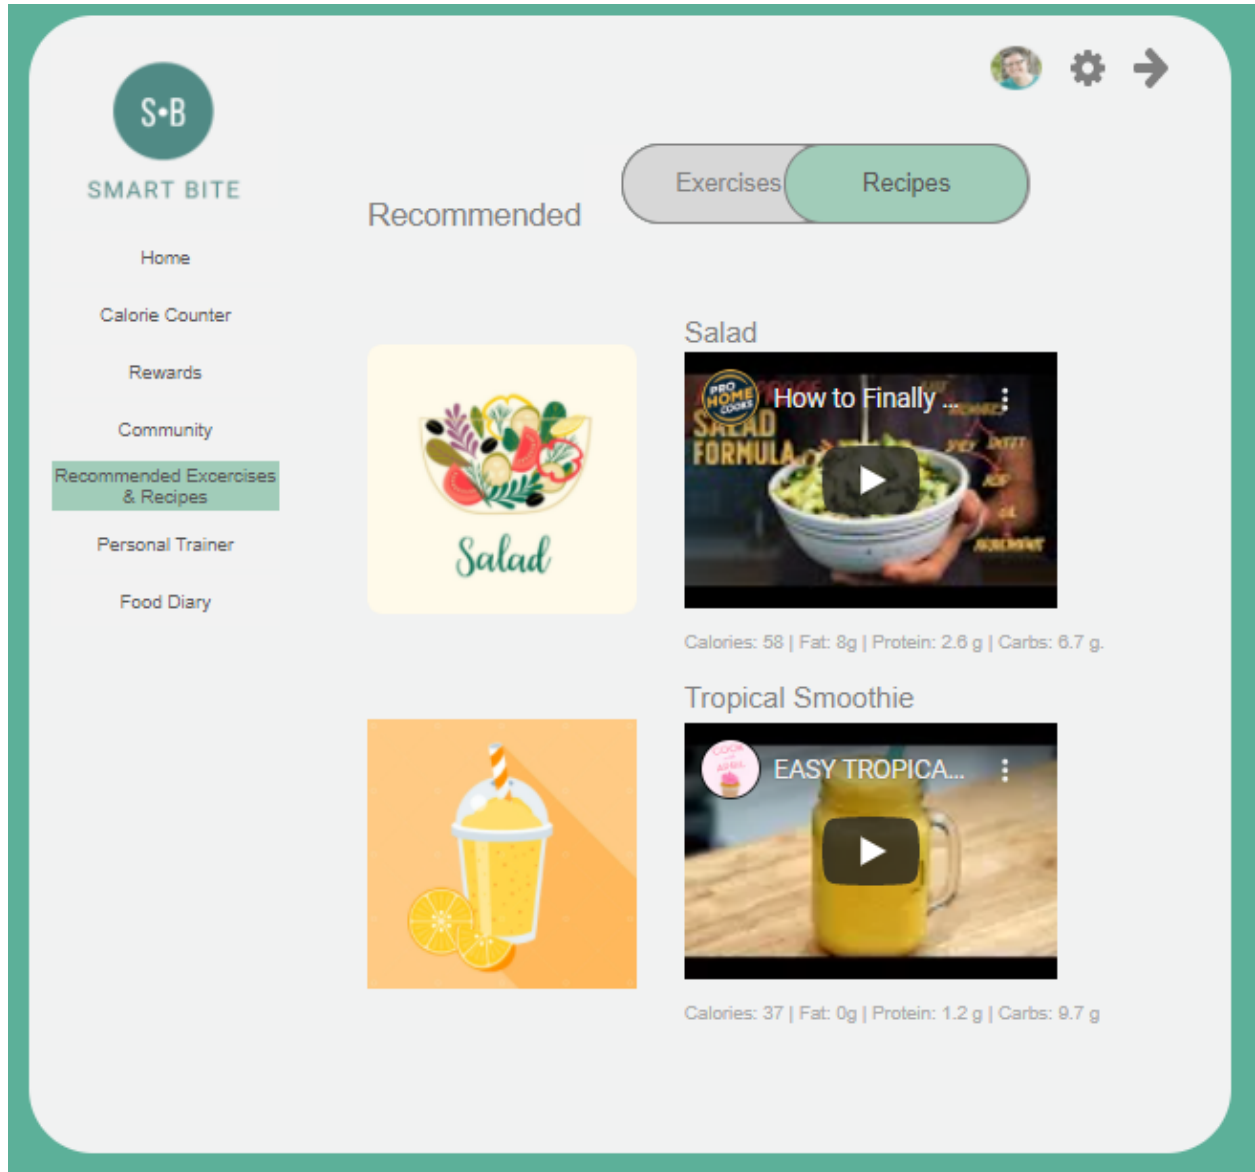 S•B
SMART BITE
Home
Calorie Counter
Rewards
Community
Recommended Excercises
& Recipes
Personal Trainer
Food Diary
Exercises
Recipes
Recommended
Salad
Salad
PRO
HOME
COOKS
How to Finally ...
SALAD
FORMULA
Calories: 58 | Fat: 8g | Protein: 2.6 g | Carbs: 6.7 g.
Tropical Smoothie
COOK
APRIL
EASY TROPICA...
Calories: 37 | Fat: 0g | Protein: 1.2 g | Carbs: 9.7 g